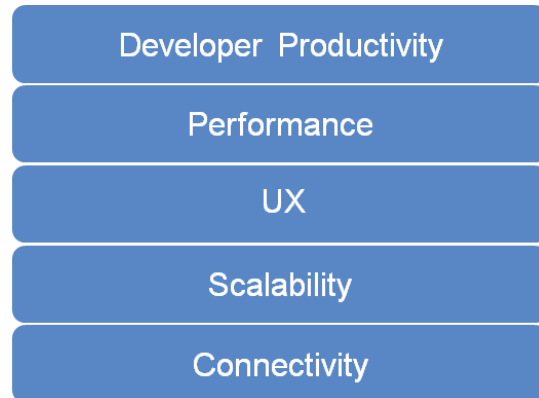 Developer Productivity
Performance
UX
Scalability
Connectivity